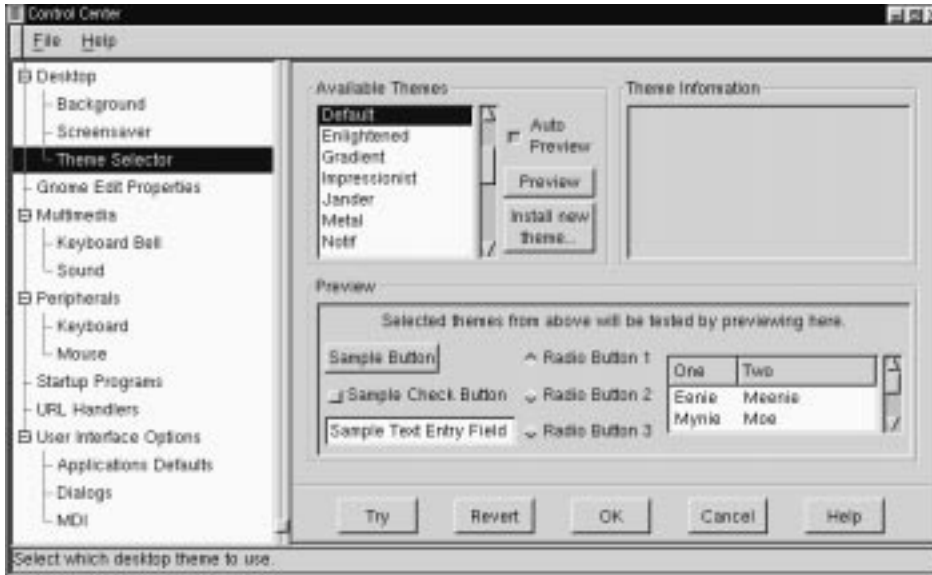 Control Center
File Help
Desktop
Background
Screensaver
Theme Selector
Gnome Edit Properties
Multimedia
Keyboard Bell
Sound
Peripherals
Keyboard
Mouse
Startup Programs
URL Handlers
User Interface Options
Applications Defaults
Dialogs
MDI
Available Themes
Default
Enlightened
Gradient
Impressionist
Jander
Metal
Notif
Auto
Preview
Preview
Install new
theme...
Theme Information
Preview
Selected themes from above will be tested by previewing here.
Sample Button
Sample Check Button
Sample Text Entry Field
Radio Button 1
Radio Button 2
Radio Button 3
One Two
Eenie Meenie
Mynie Moe
Try Revert OK Cancel Help
Select which desktop theme to use.